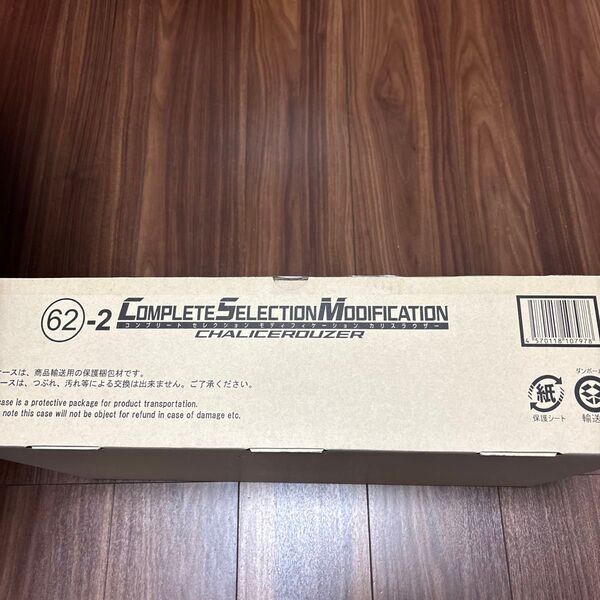 62-2 COMPLETE SELECTION MODIFICATION
コンプリート セレクション モディフィケーション カリスラウザー
CHALICEROUZER
ケースは、商品輸送用の保護梱包材です。
ースは、つぶれ、汚れ等による交換は出来ません。ご了承ください。
case is a protective package for product transportation.
note this case will not be object for refund in case of damage etc.
4 570118 107978
紙
保護シート
ダンボール
輸送